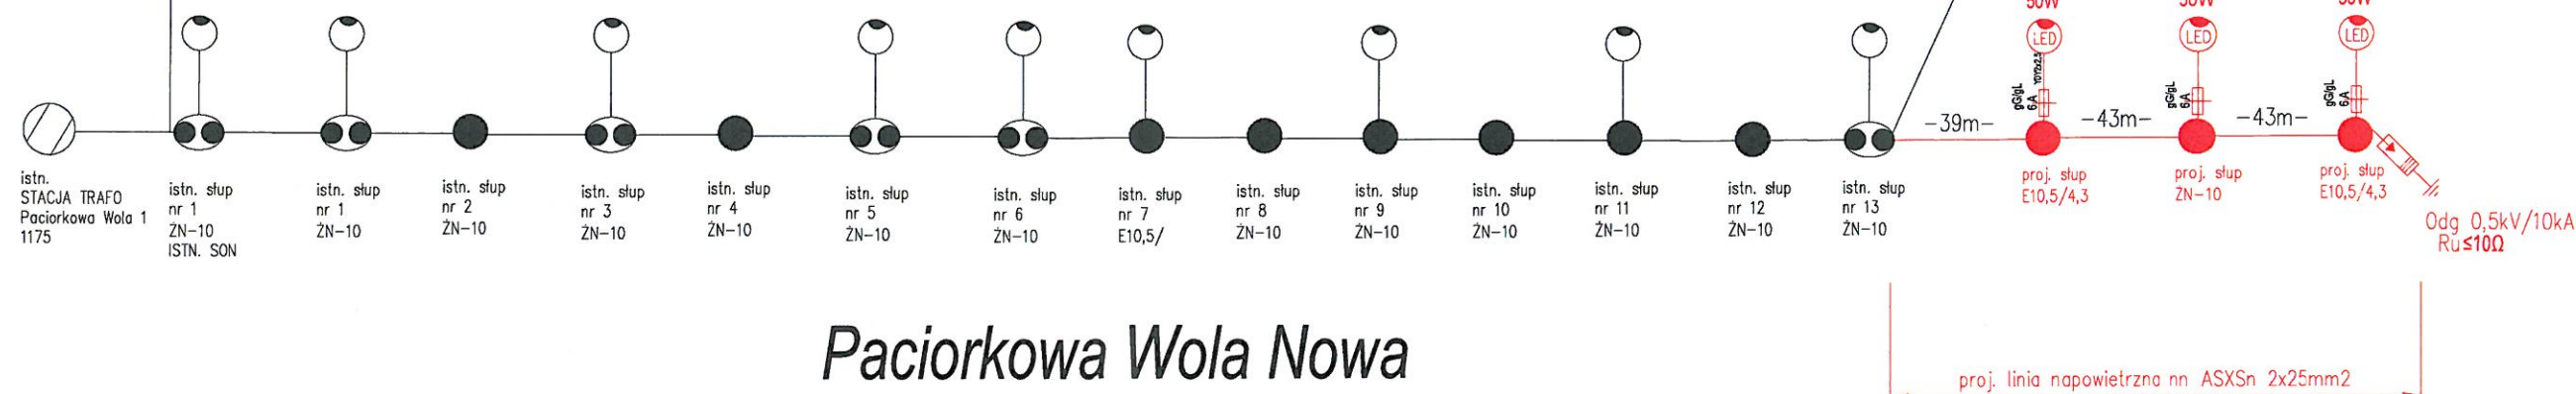 50W
50W
50W
LED
LED
LED
gG/gL
6A
YDY2x2,5
gG/gL
6A
gG/gL
6A
-39m-
-43m-
-43m-
istn.
STACJA TRAFO
Paciorkowa Wola 1
1175
istn. słup
nr 1
ŻN-10
ISTN. SON
istn. słup
nr 1
ŻN-10
istn. słup
nr 2
ŻN-10
istn. słup
nr 3
ŻN-10
istn. słup
nr 4
ŻN-10
istn. słup
nr 5
ŻN-10
istn. słup
nr 6
ŻN-10
istn. słup
nr 7
E10,5/
istn. słup
nr 8
ŻN-10
istn. słup
nr 9
ŻN-10
istn. słup
nr 10
ŻN-10
istn. słup
nr 11
ŻN-10
istn. słup
nr 12
ŻN-10
istn. słup
nr 13
ŻN-10
proj. słup
E10,5/4,3
proj. słup
ŻN-10
proj. słup
E10,5/4,3
Odg 0,5kV/10kA
Ru≤10Ω
Paciorkowa Wola Nowa
proj. linia napowietrzna nn ASXSn 2x25mm2